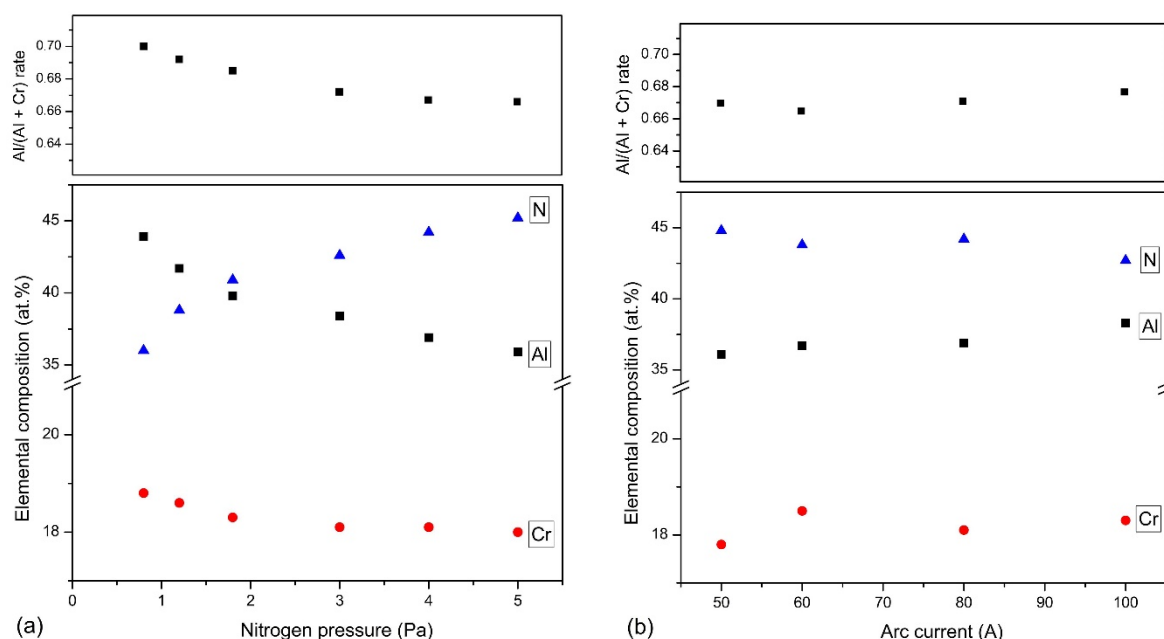 Al/(Al + Cr) rate
0.70
0.68
0.66
0.64
Elemental composition (at.%)
45
40
35
20
18
N
Al
Cr
0 1 2 3 4 5
(a) Nitrogen pressure (Pa)
Al/(Al + Cr) rate
0.70
0.68
0.66
0.64
Elemental composition (at.%)
45
40
35
20
18
N
Al
Cr
50 60 70 80 90 100
(b) Arc current (A)